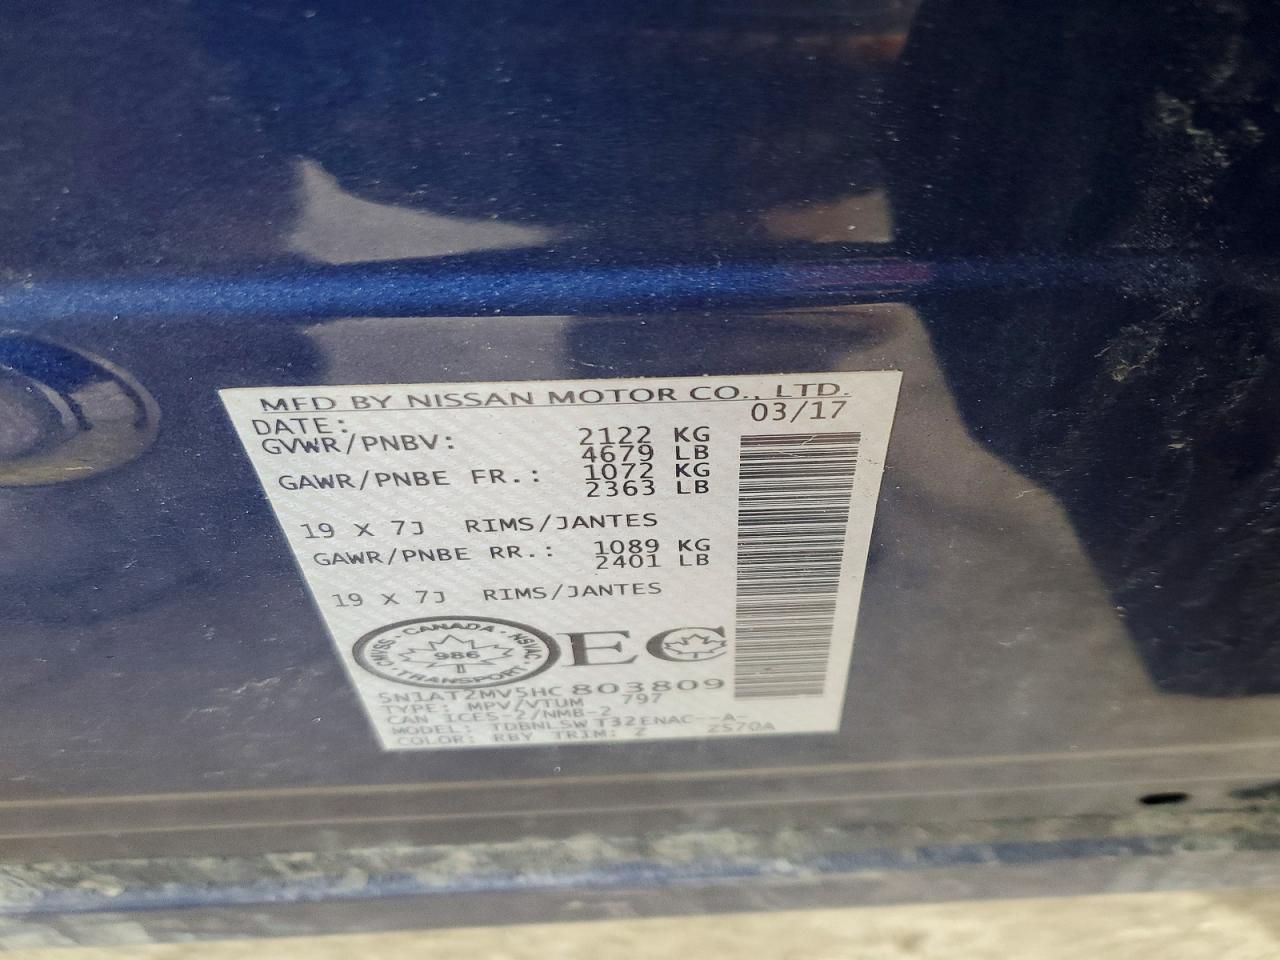 MFD BY NISSAN MOTOR CO., LTD.
DATE: 03/17
GVWR/PNBV: 2122 KG
4679 LB
GAWR/PNBE FR.: 1072 KG
2363 LB
19 X 7J RIMS/JANTES
GAWR/PNBE RR.: 1089 KG
2401 LB
19 X 7J RIMS/JANTES
CANADA
CMVSS - NSVAC
986
TRANSPORT
EC
5N1AT2MV5HC803809
TYPE: MPV/VTUM 797
CAN ICES-2/NMB-2
MODEL: TDBNLSW T32ENAC--A-
COLOR: RBY TRIM: Z 2S70A